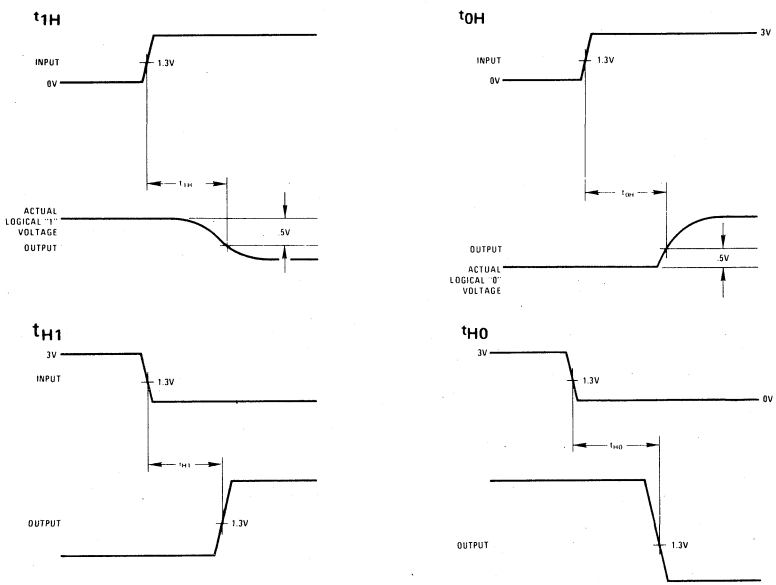 t1H
INPUT
1.3V
0V
t1H
ACTUAL
LOGICAL "1"
VOLTAGE
OUTPUT
.5V
t0H
3V
INPUT
1.3V
0V
t0H
OUTPUT
.5V
ACTUAL
LOGICAL "0"
VOLTAGE
tH1
3V
INPUT
1.3V
tH1
OUTPUT
1.3V
tH0
3V
1.3V
0V
tH0
OUTPUT
1.3V